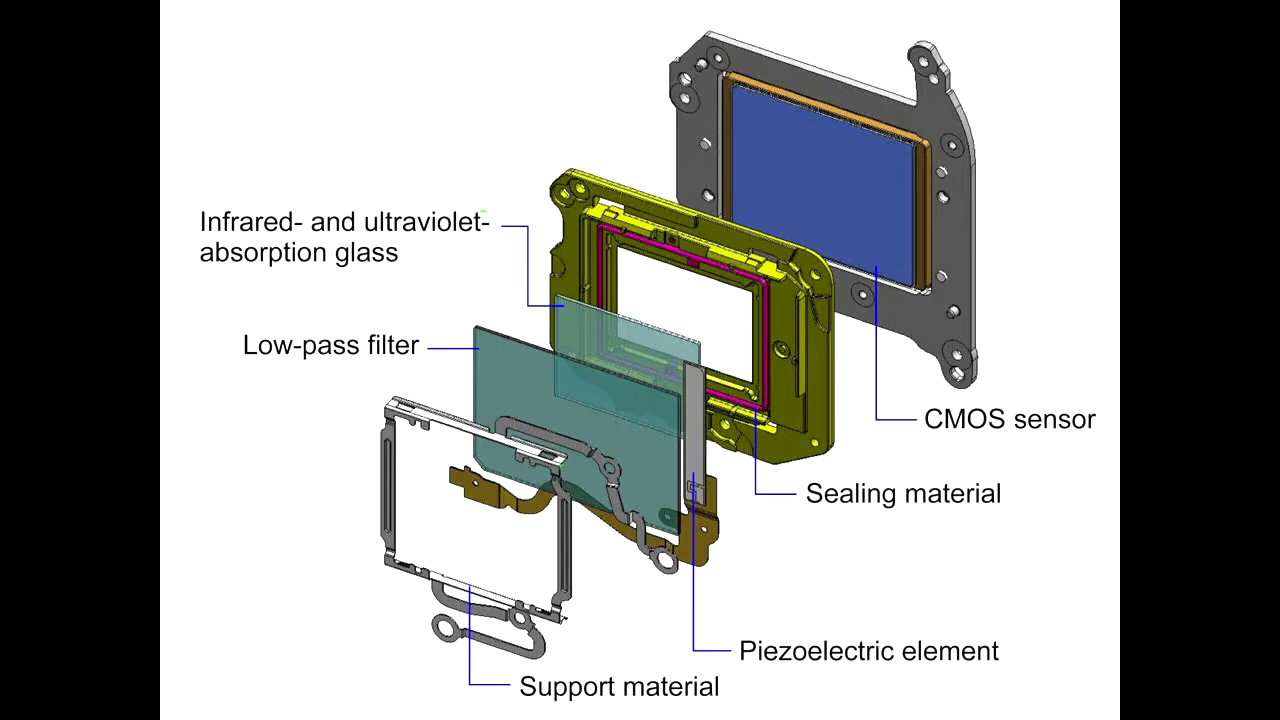 Infrared- and ultraviolet-
absorption glass
Low-pass filter
CMOS sensor
Sealing material
Piezoelectric element
Support material